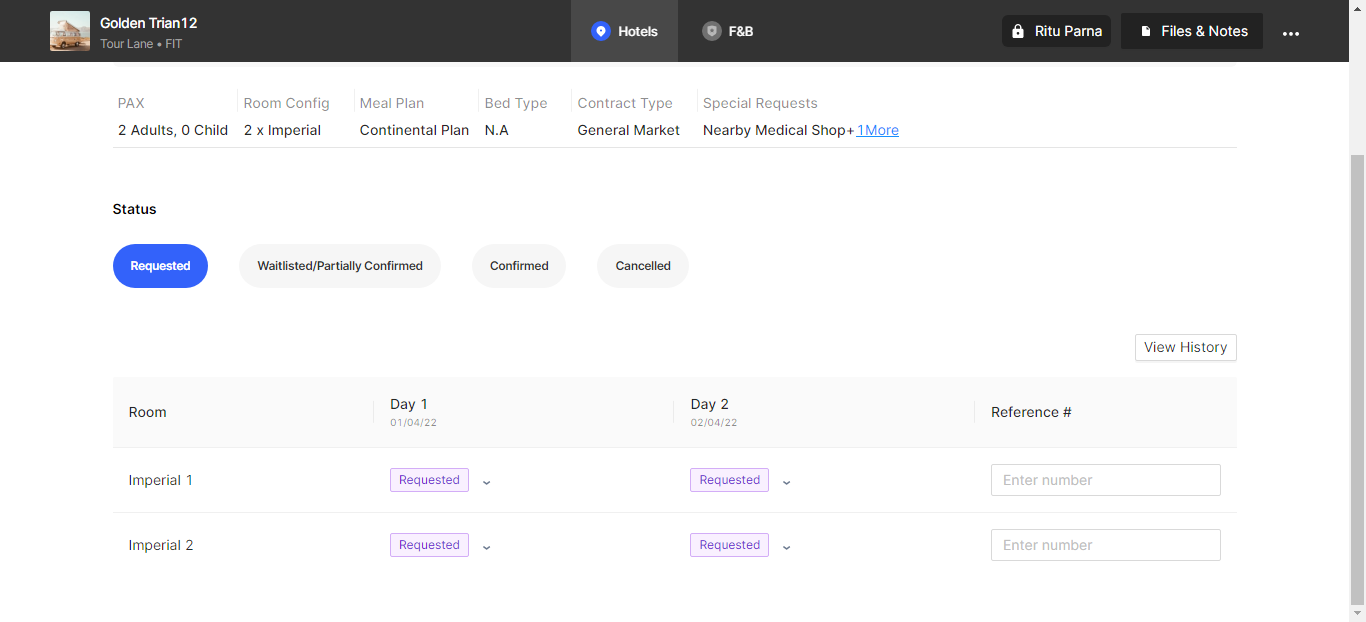 Golden Trian12
Tour Lane • FIT
Hotels
F&B
Ritu Parna
Files & Notes
PAX
Room Config
Meal Plan
Bed Type
Contract Type
Special Requests
2 Adults, 0 Child
2 x Imperial
Continental Plan
N.A
General Market
Nearby Medical Shop+ 1More
Status
Requested
Waitlisted/Partially Confirmed
Confirmed
Cancelled
View History
Room
Day 1
01/04/22
Day 2
02/04/22
Reference #
Imperial 1
Requested
Requested
Enter number
Imperial 2
Requested
Requested
Enter number